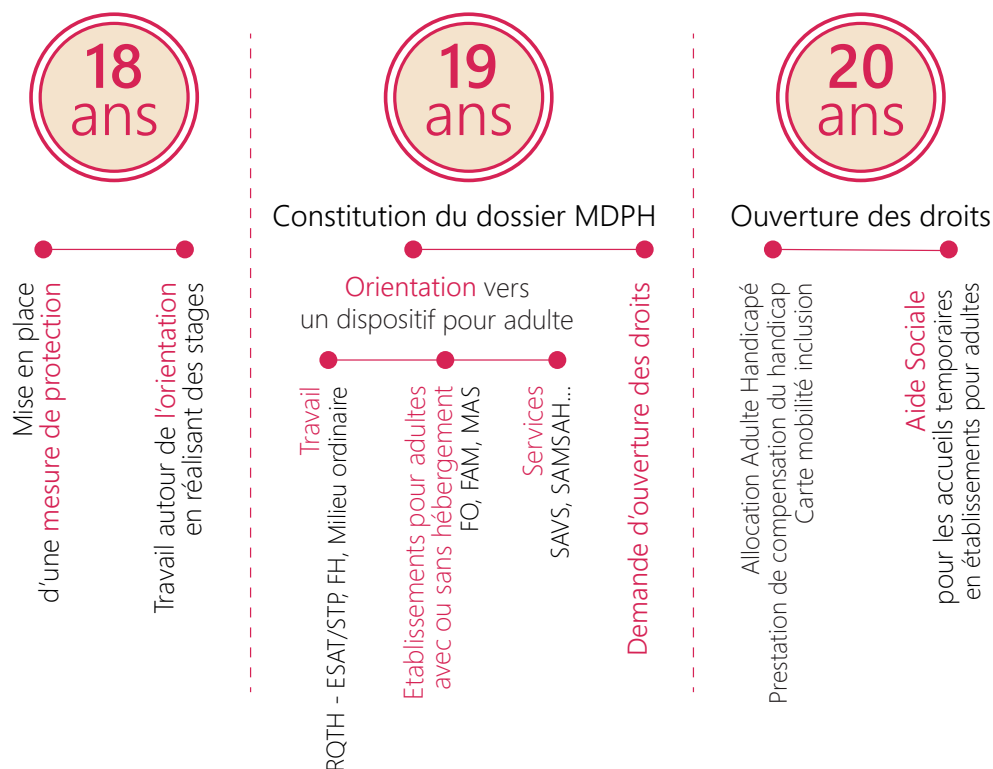 18
ans
Mise en place
d'une mesure de protection
Travail autour de l'orientation
en réalisant des stages
19
ans
Constitution du dossier MDPH
Orientation vers
un dispositif pour adulte
Travail
RQTH - ESAT/STP, FH, Milieu ordinaire
Etablissements pour adultes
avec ou sans hébergement
FO, FAM, MAS
Services
SAVS, SAMSAH...
Demande d'ouverture des droits
20
ans
Ouverture des droits
Allocation Adulte Handicapé
Prestation de compensation du handicap
Carte mobilité inclusion
Aide Sociale
pour les accueils temporaires
en établissements pour adultes